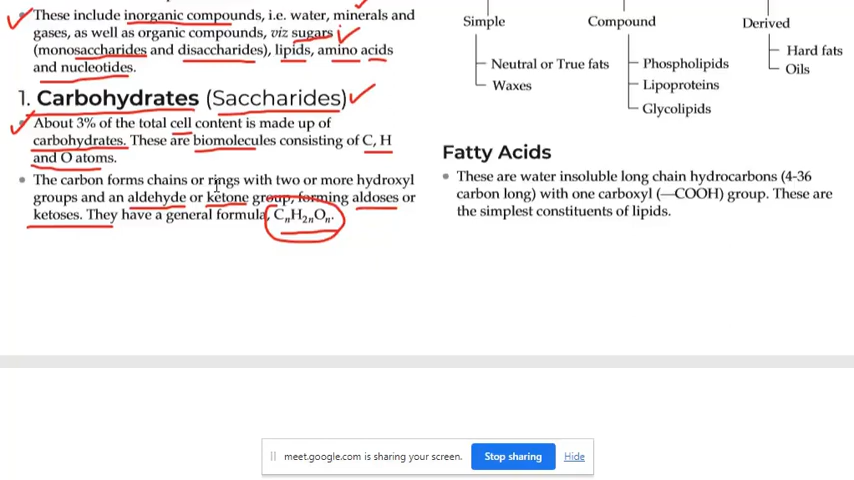 These include inorganic compounds, i.e. water, minerals and
gases, as well as organic compounds, viz sugars
(monosaccharides and disaccharides), lipids, amino acids
and nucleotides.
1. Carbohydrates (Saccharides)
• About 3% of the total cell content is made up of
carbohydrates. These are biomolecules consisting of C, H
and O atoms.
• The carbon forms chains or rings with two or more hydroxyl
groups and an aldehyde or ketone group, forming aldoses or
ketoses. They have a general formula, CnH2nOn.
Simple
Compound
Derived
Neutral or True fats
Waxes
Phospholipids
Lipoproteins
Glycolipids
Hard fats
Oils
Fatty Acids
• These are water insoluble long chain hydrocarbons (4-36
carbon long) with one carboxyl (—COOH) group. These are
the simplest constituents of lipids.
meet.google.com is sharing your screen.
Stop sharing
Hide